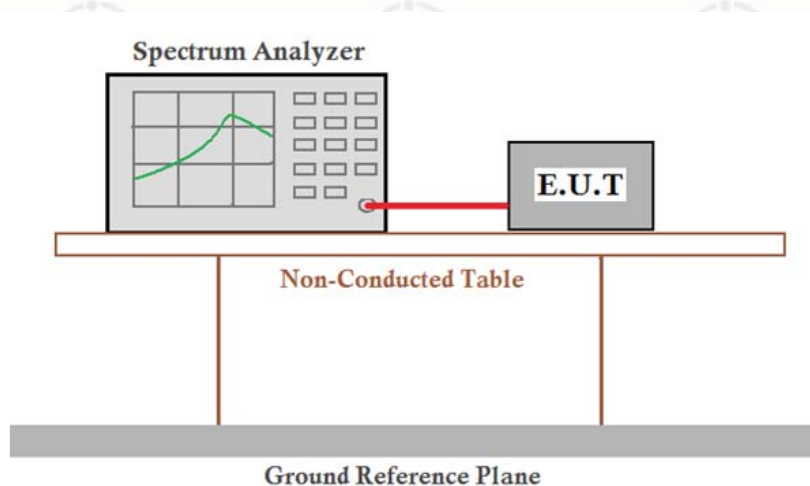 Spectrum Analyzer
E.U.T
Non-Conducted Table
Ground Reference Plane